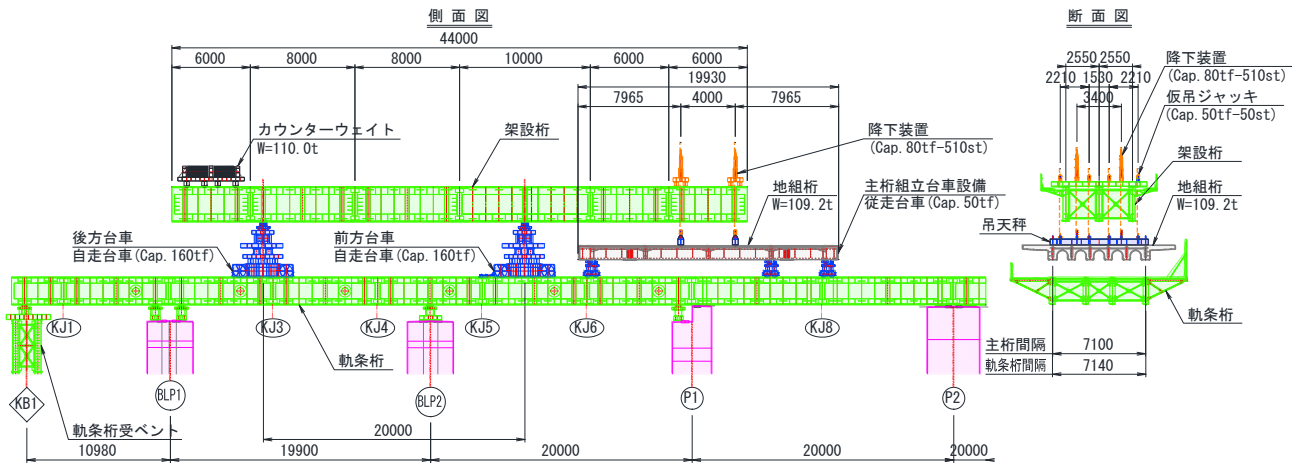 側面図
44000
6000
8000
8000
10000
6000
6000
19930
7965
4000
7965
カウンターウェイト
W=110.0t
架設桁
降下装置
(Cap.80tf-510st)
地組桁
W=109.2t
主桁組立台車設備
従走台車(Cap.50tf)
後方台車
自走台車(Cap.160tf)
前方台車
自走台車(Cap.160tf)
KJ1
KJ3
KJ4
KJ5
KJ6
KJ8
軌条桁
KB1
BLP1
BLP2
P1
P2
軌条桁受ベント
20000
10980
19900
20000
20000
20000
断面図
2550
2550
2210
1530
2210
3400
降下装置
(Cap.80tf-510st)
仮吊ジャッキ
(Cap.50tf-50st)
架設桁
地組桁
W=109.2t
吊天秤
軌条桁
主桁間隔
7100
軌条桁間隔
7140